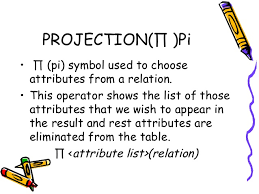 PROJECTION(∏ )Pi
• ∏ (pi) symbol used to choose
attributes from a relation.
• This operator shows the list of those
attributes that we wish to appear in
the result and rest attributes are
eliminated from the table.
∏ <attribute list>(relation)